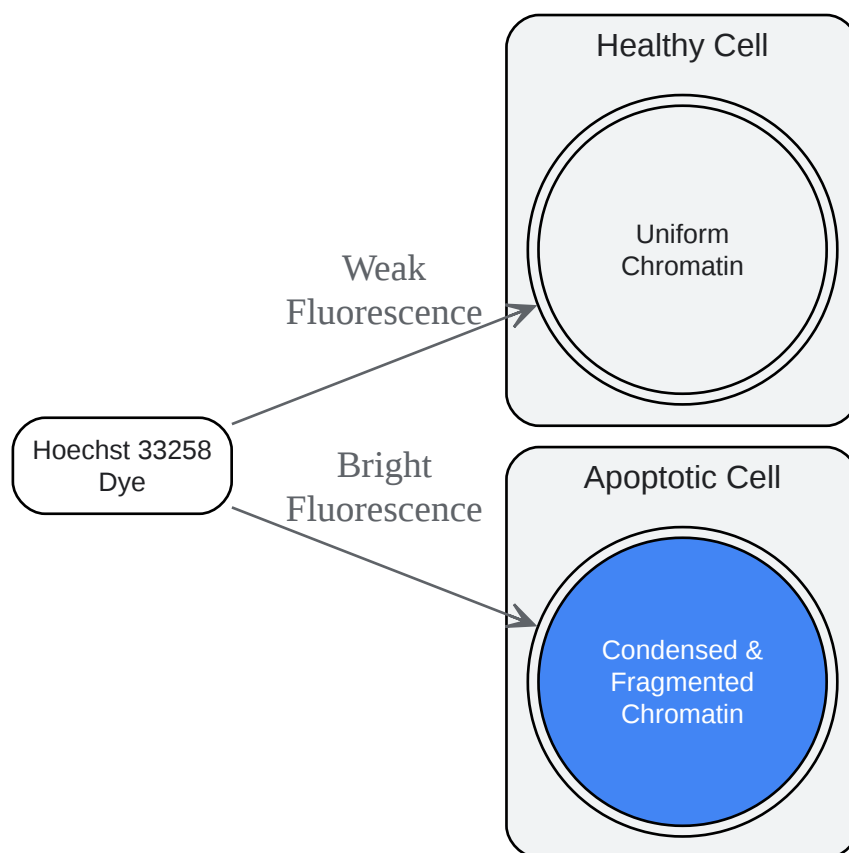 Healthy Cell
Uniform
Chromatin
Weak
Fluorescence
Hoechst 33258
Dye
Bright
Fluorescence
Apoptotic Cell
Condensed &
Fragmented
Chromatin